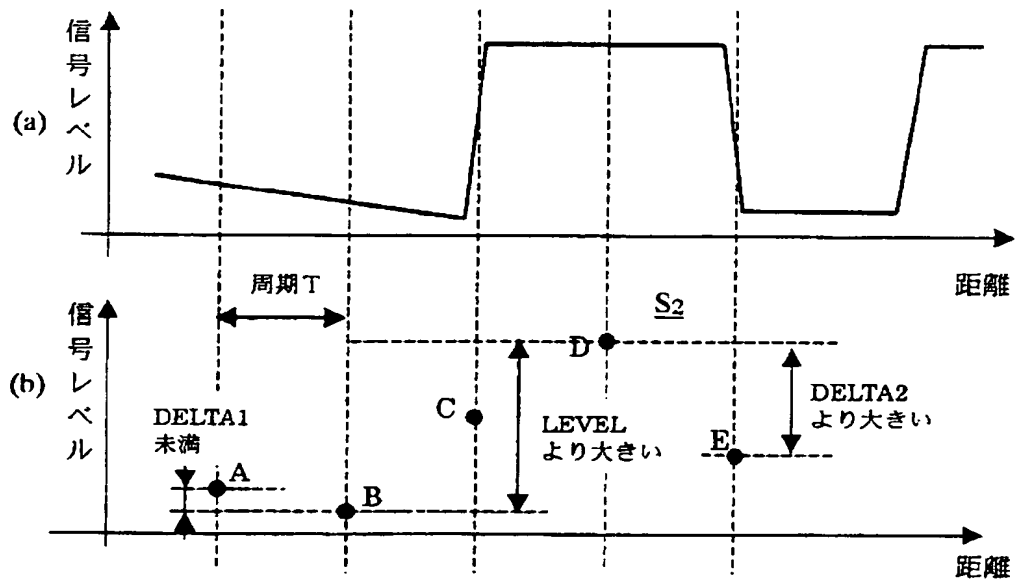 (a)
信号レベル
距離
周期T
S2
(b)
信号レベル
DELTA1
未満
A
B
C
D
E
LEVEL
より大きい
DELTA2
より大きい
距離